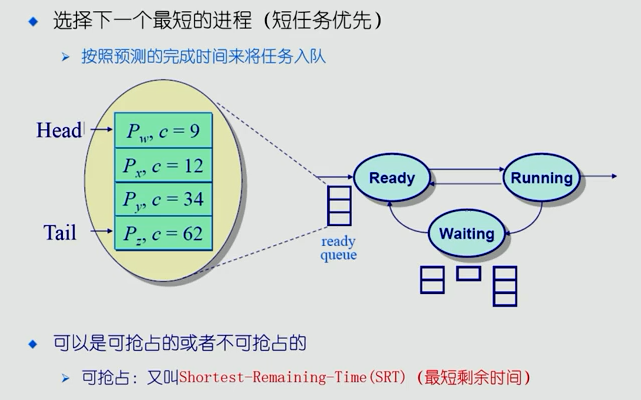 选择下一个最短的进程（短任务优先）
按照预测的完成时间来将任务入队
Head
Pw, c = 9
Px, c = 12
Py, c = 34
Tail
Pz, c = 62
Ready
Running
Waiting
ready
queue
可以是可抢占的或者不可抢占的
可抢占：又叫Shortest-Remaining-Time(SRT)（最短剩余时间）